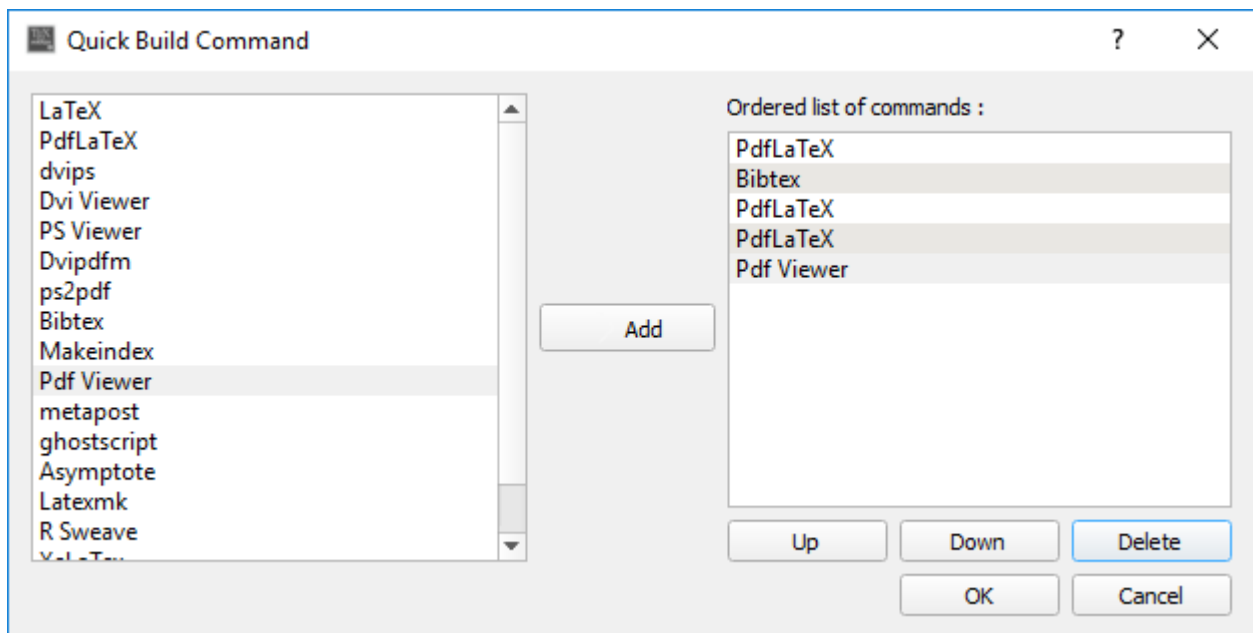 Quick Build Command
LaTeX
PdfLaTeX
dvips
Dvi Viewer
PS Viewer
Dvipdfm
ps2pdf
Bibtex
Makeindex
Pdf Viewer
metapost
ghostscript
Asymptote
Latexmk
R Sweave
Add
Ordered list of commands :
PdfLaTeX
Bibtex
PdfLaTeX
PdfLaTeX
Pdf Viewer
Up Down Delete
OK Cancel